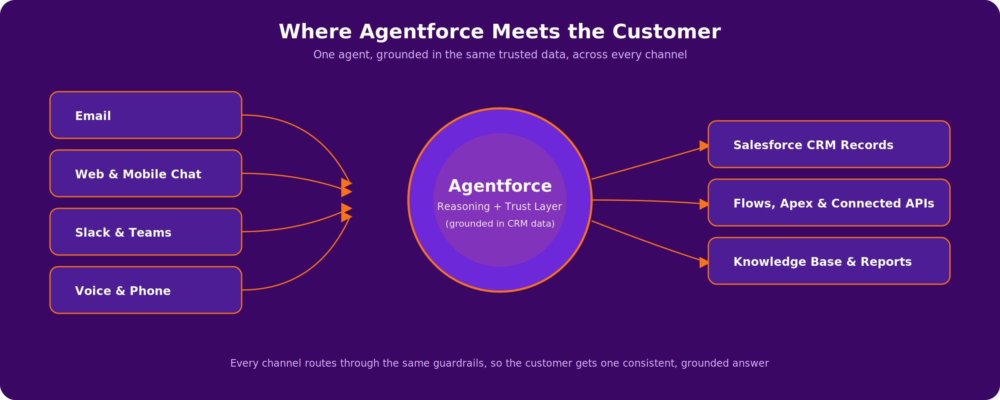 Where Agentforce Meets the Customer
One agent, grounded in the same trusted data, across every channel
Email
Web & Mobile Chat
Slack & Teams
Voice & Phone
Agentforce
Reasoning + Trust Layer
(grounded in CRM data)
Salesforce CRM Records
Flows, Apex & Connected APIs
Knowledge Base & Reports
Every channel routes through the same guardrails, so the customer gets one consistent, grounded answer